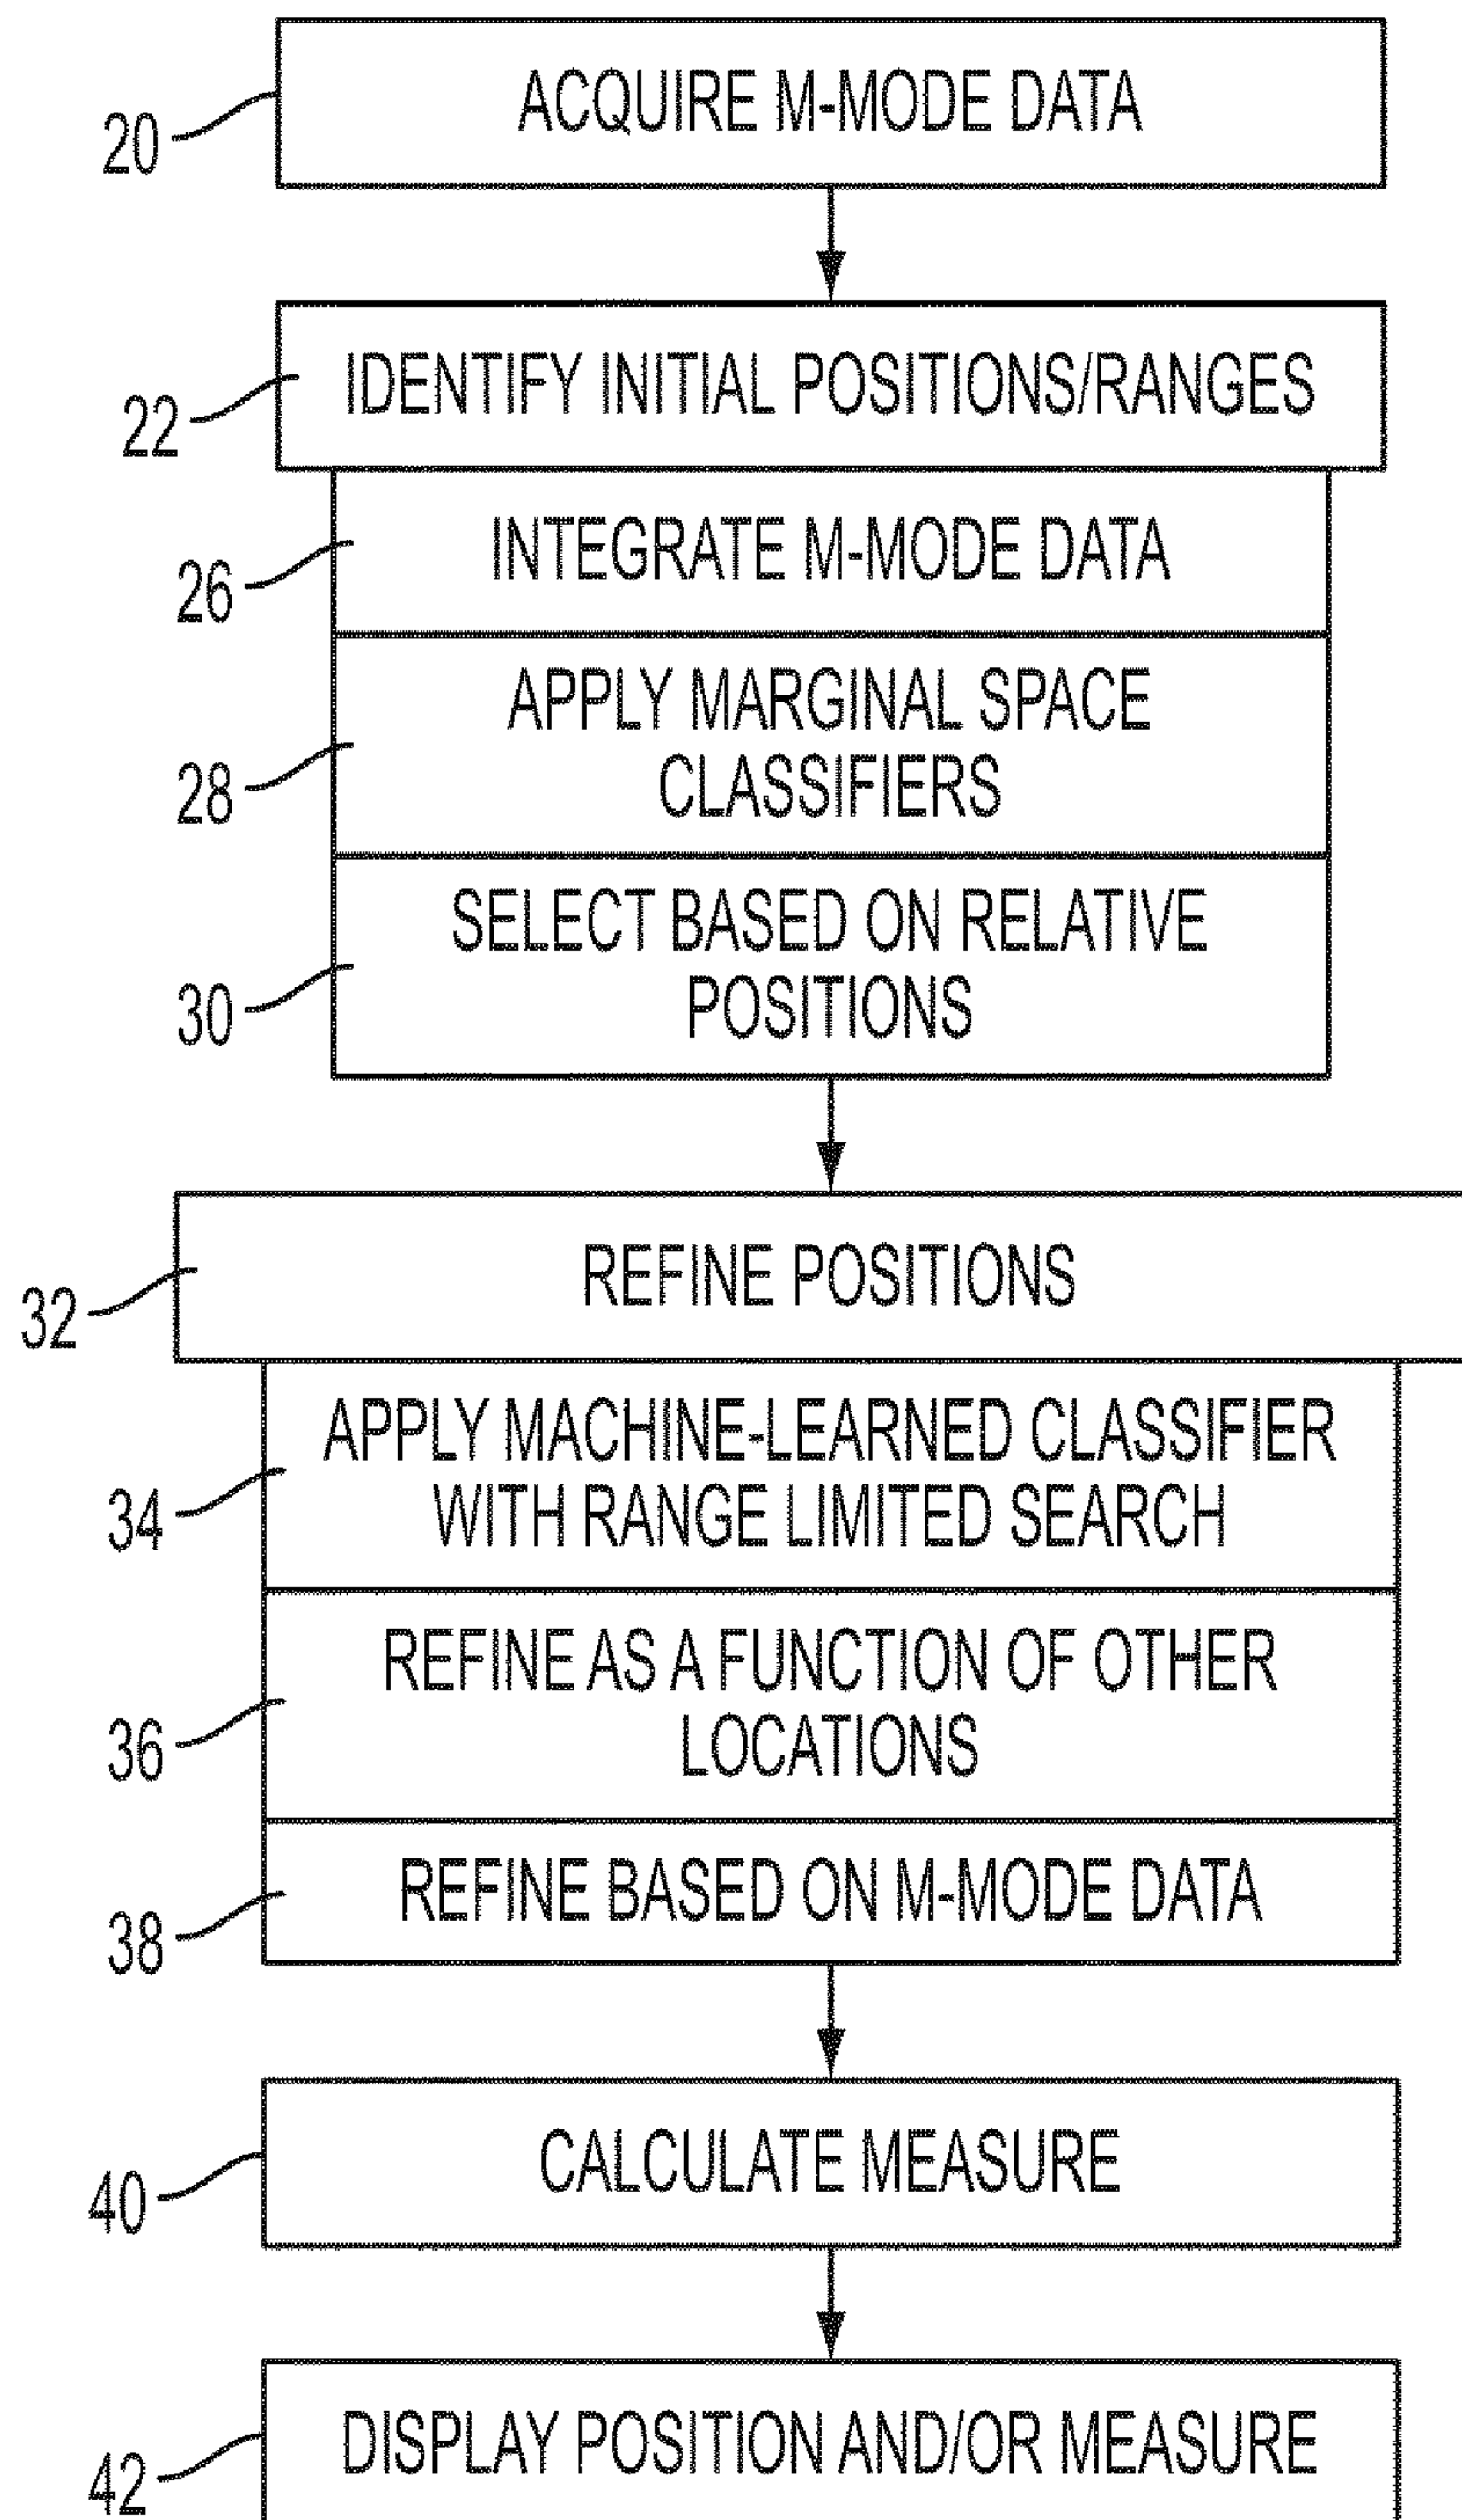 ACQUIRE M-MODE DATA
20
IDENTIFY INITIAL POSITIONS/RANGES
22
INTEGRATE M-MODE DATA
26
APPLY MARGINAL SPACE
CLASSIFIERS
28
SELECT BASED ON RELATIVE
POSITIONS
30
REFINE POSITIONS
32
APPLY MACHINE-LEARNED CLASSIFIER
WITH RANGE LIMITED SEARCH
34
REFINE AS A FUNCTION OF OTHER
LOCATIONS
36
REFINE BASED ON M-MODE DATA
38
CALCULATE MEASURE
40
DISPLAY POSITION AND/OR MEASURE
42